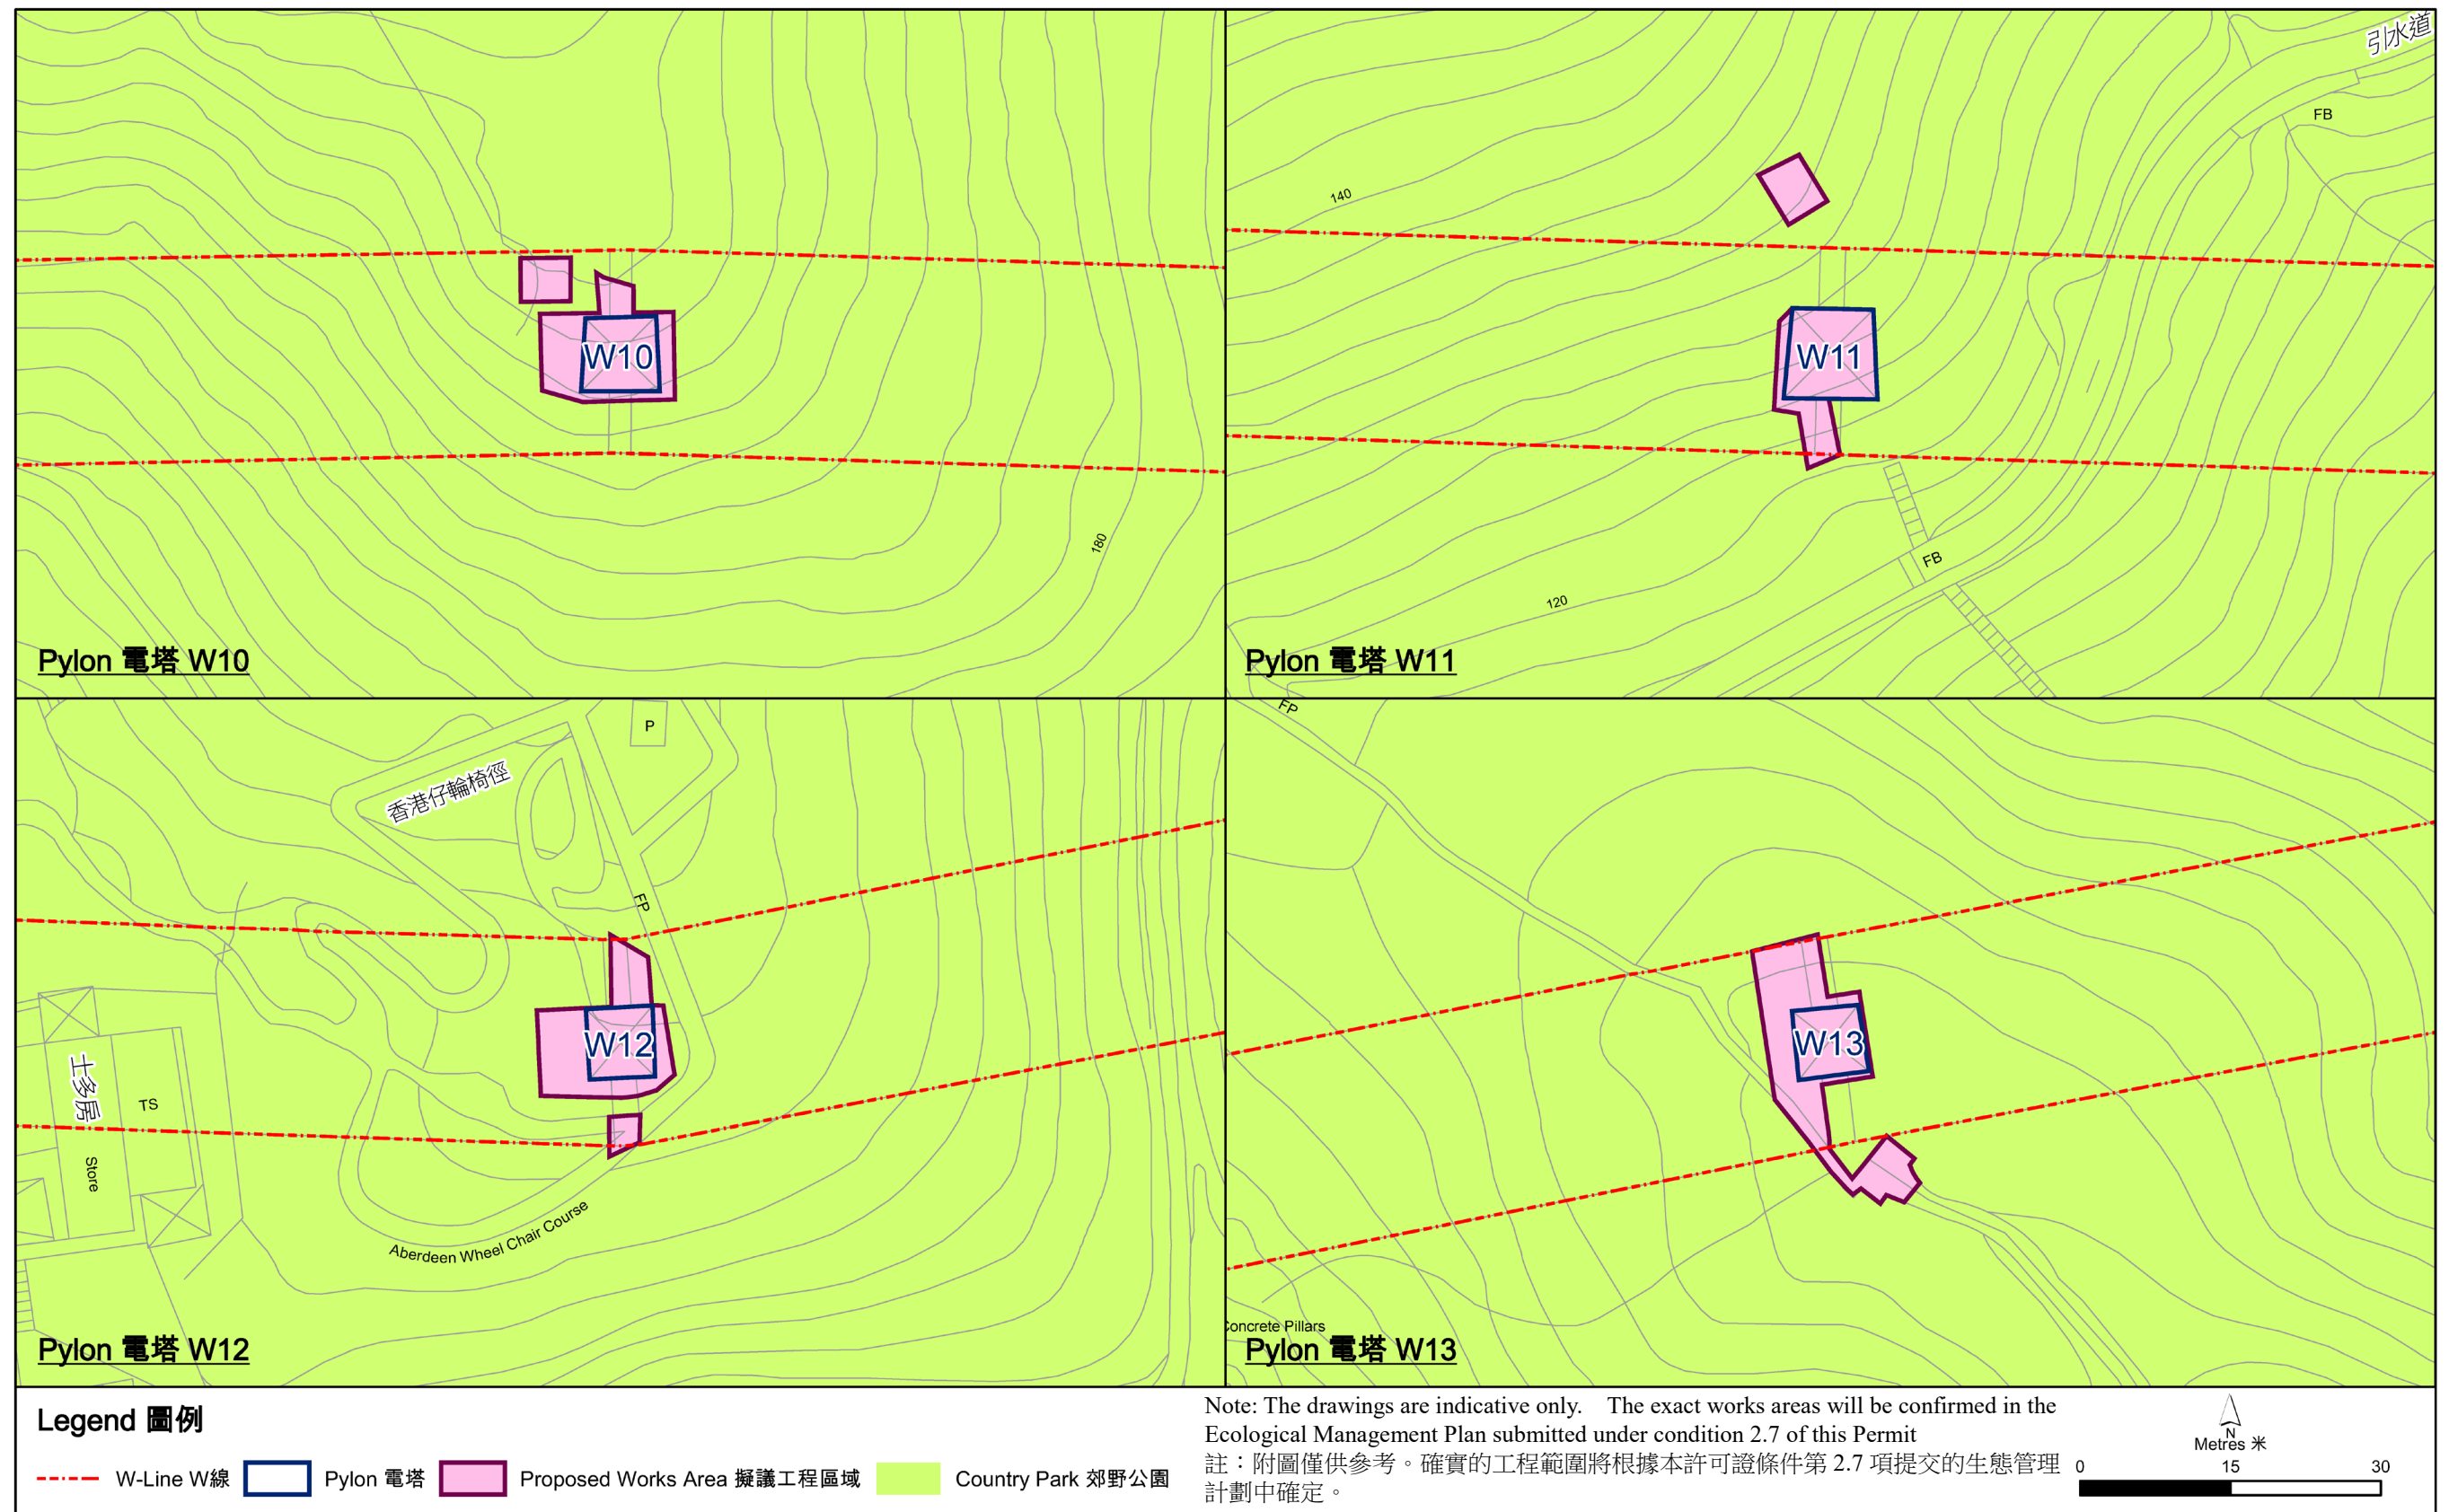 Pylon 電塔 W10
W10
180
Pylon 電塔 W11
W11
140
120
引水道
FB
FB
Pylon 電塔 W12
W12
P
香港仔輪椅徑
FP
士多房
TS
Store
Aberdeen Wheel Chair Course
Pylon 電塔 W13
W13
FP
Concrete Pillars
Legend 圖例
W-Line W線
Pylon 電塔
Proposed Works Area 擬議工程區域
Country Park 郊野公園
Note: The drawings are indicative only. The exact works areas will be confirmed in the
Ecological Management Plan submitted under condition 2.7 of this Permit
註：附圖僅供參考。確實的工程範圍將根據本許可證條件第 2.7 項提交的生態管理
計劃中確定。
N
Metres 米
0 15 30